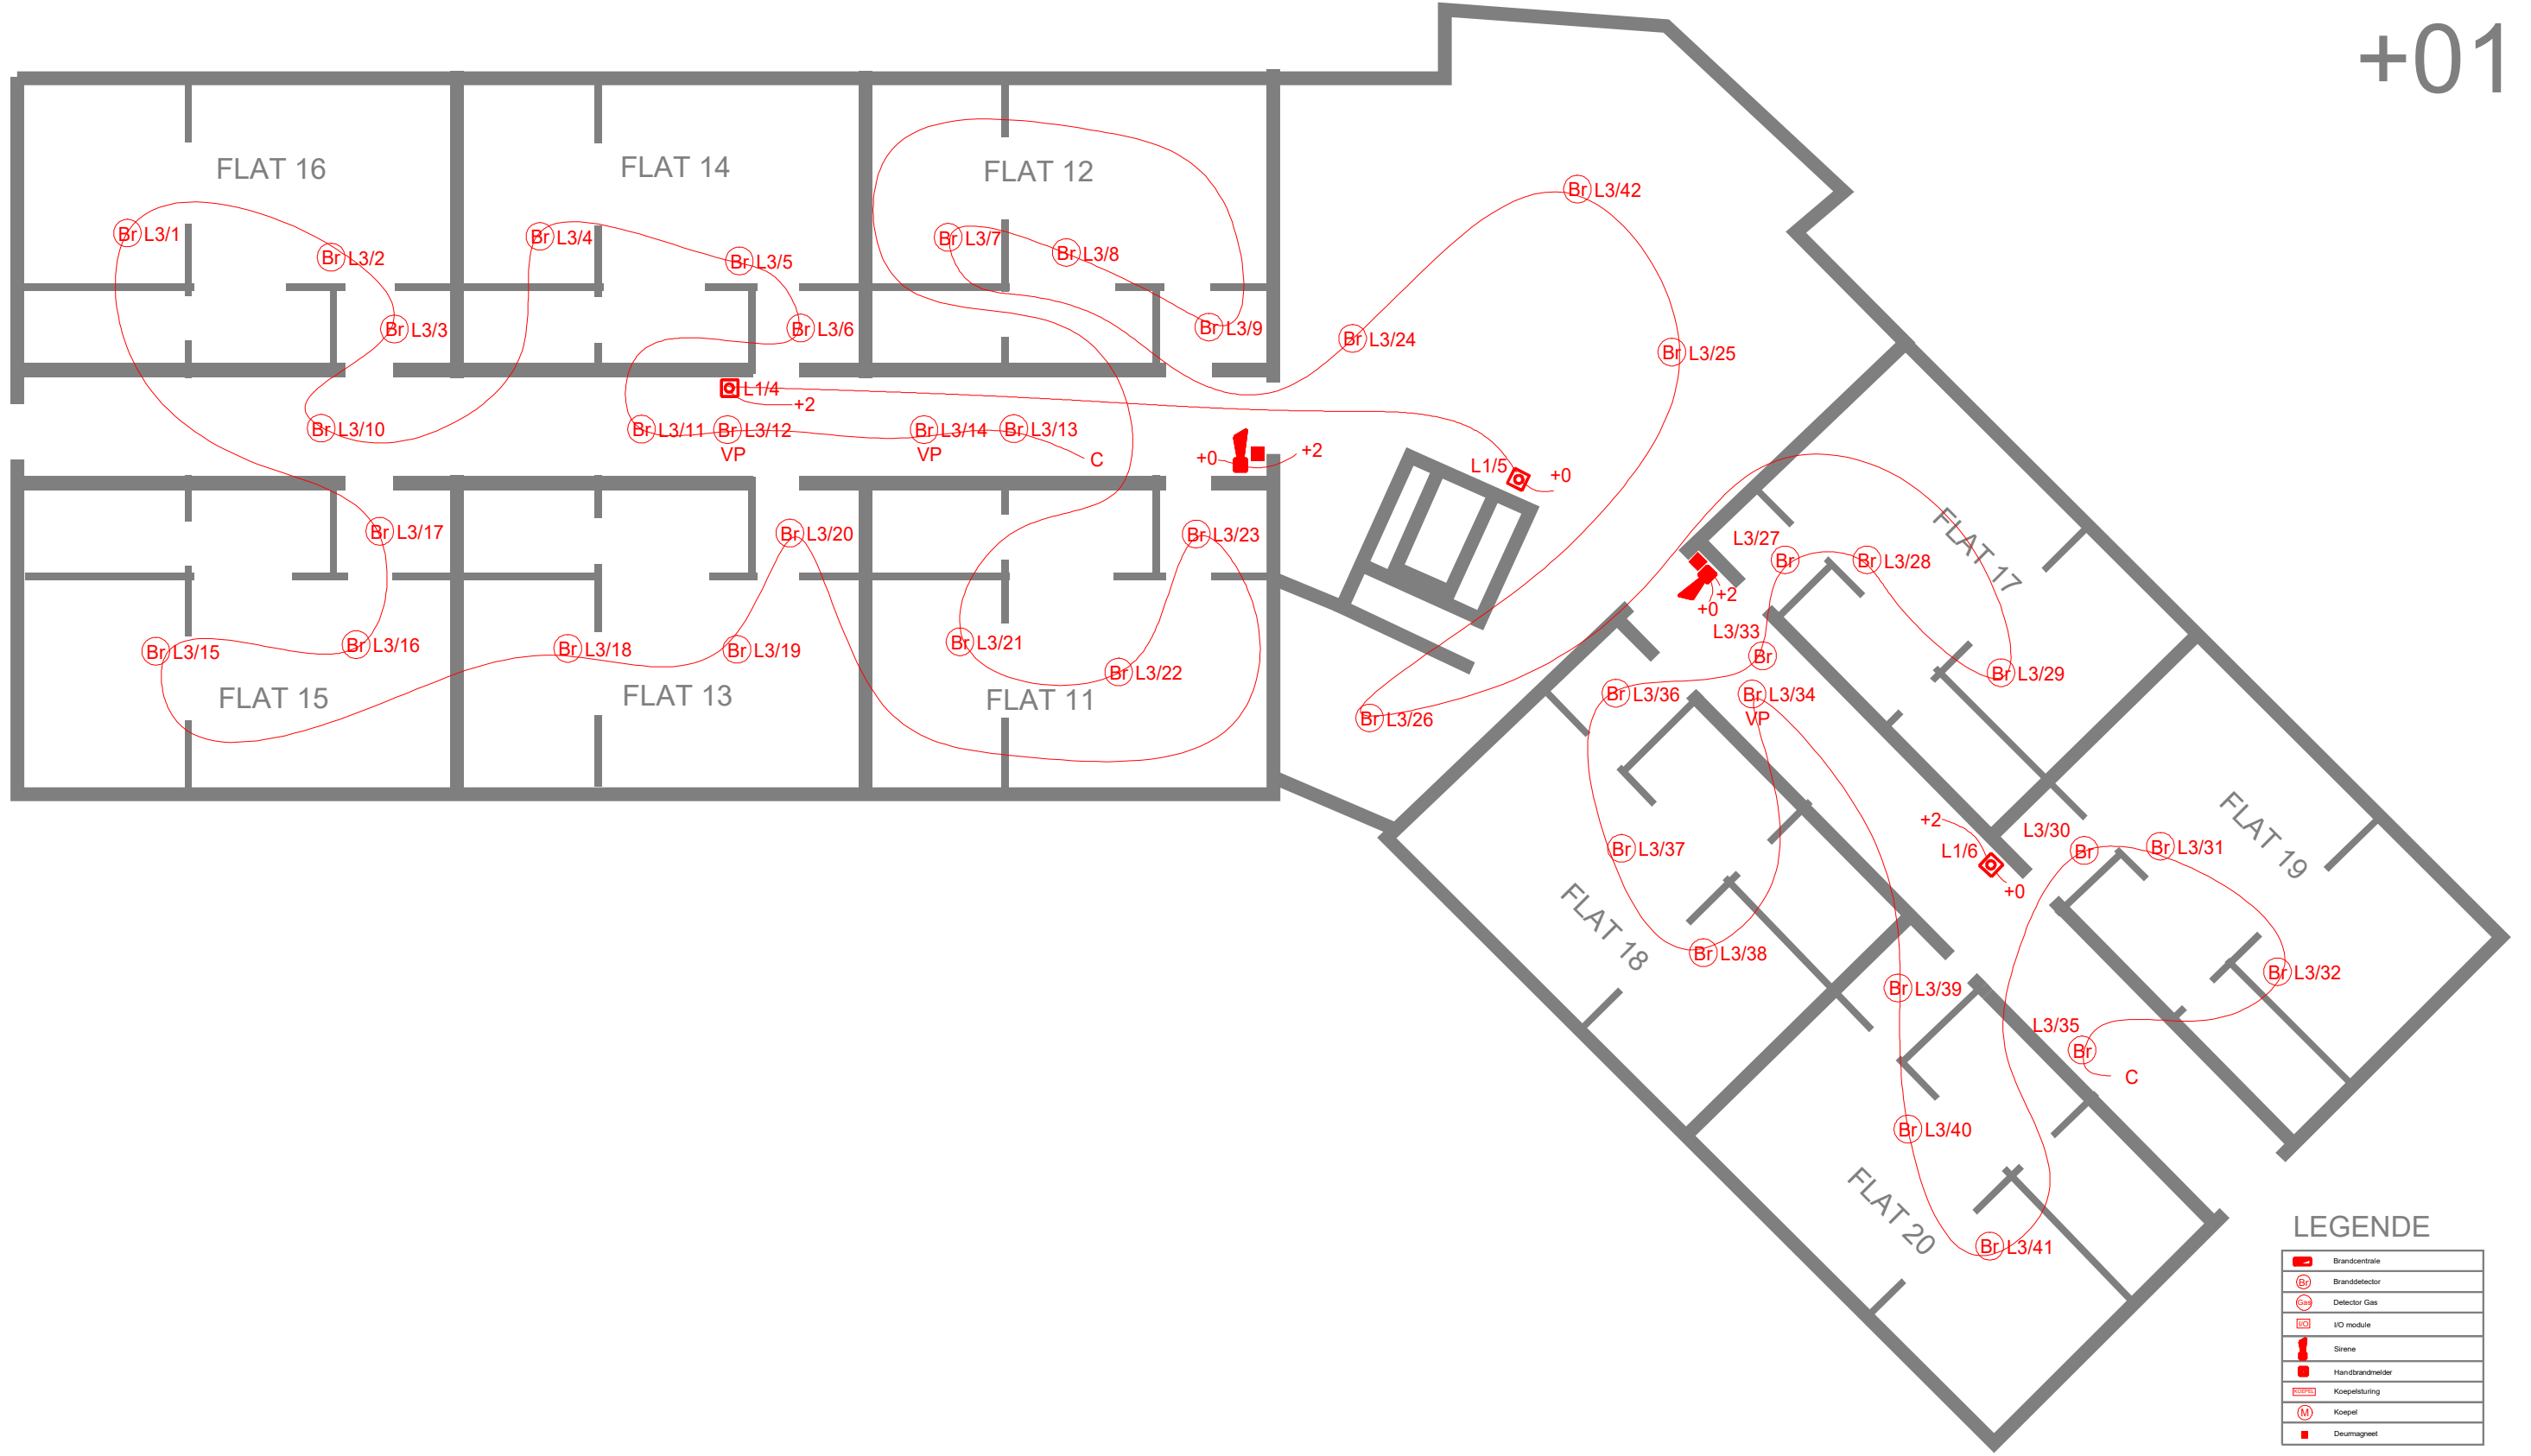 +01
FLAT 16
FLAT 14
FLAT 12
Br L3/42
Br L3/1
Br L3/4
Br L3/7
Br L3/2
Br L3/5
Br L3/8
Br L3/3
Br L3/6
Br L3/9
Br L3/24
Br L3/25
L1/4
+2
Br L3/10
Br L3/11
Br L3/12
VP
Br L3/14
VP
Br L3/13
C
+0
+2
L1/5
+0
Br L3/17
Br L3/20
Br L3/23
L3/27
Br
Br L3/28
FLAT 17
+2
+0
L3/33
Br
Br L3/15
Br L3/16
Br L3/18
Br L3/19
Br L3/21
Br L3/22
Br L3/29
FLAT 15
FLAT 13
FLAT 11
Br L3/26
Br L3/36
Br L3/34
VP
Br L3/37
+2
L1/6
+0
L3/30
Br
Br L3/31
FLAT 19
FLAT 18
Br L3/38
Br L3/39
Br L3/32
L3/35
Br
C
Br L3/40
FLAT 20
Br L3/41
LEGENDE
Brandcentrale
Br Branddetector
Gas Detector Gas
I/O I/O module
Sirene
Handbrandmelder
KOEPEL Koepelsturing
M Koepel
Deurmagneet